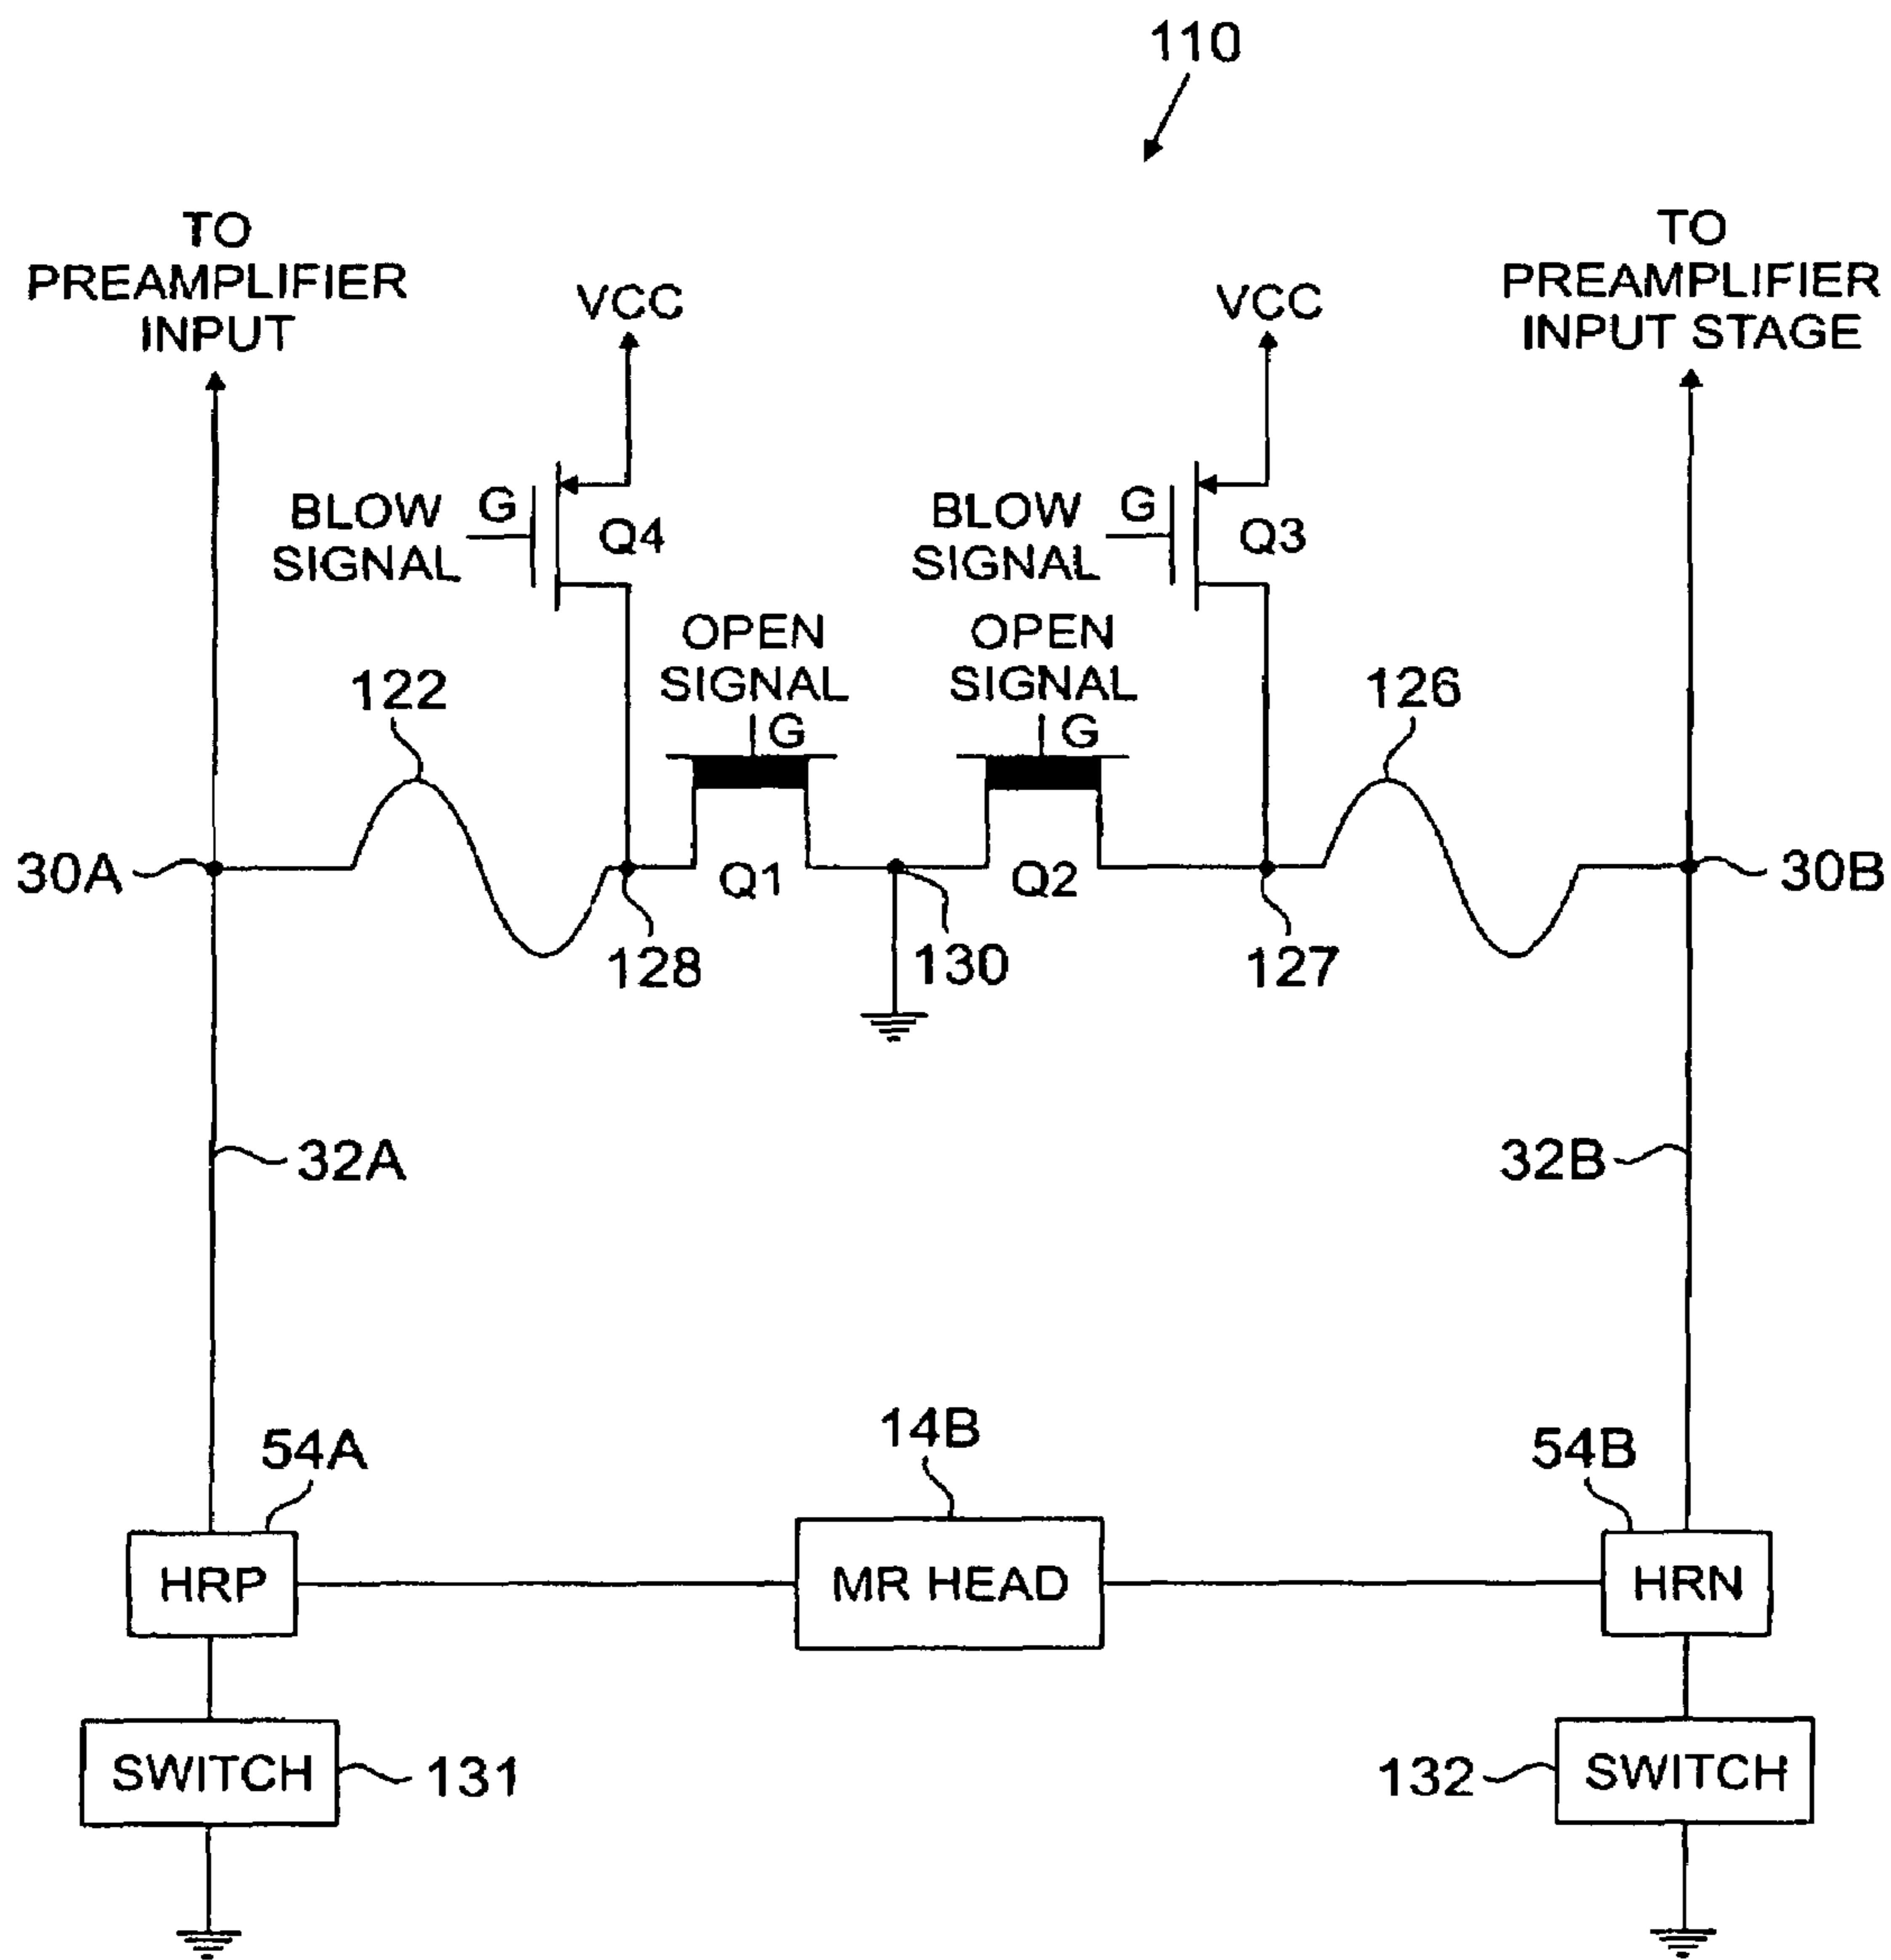 110
TO
PREAMPLIFIER
INPUT
TO
PREAMPLIFIER
INPUT STAGE
VCC
VCC
BLOW
SIGNAL
G
Q4
BLOW
SIGNAL
G
Q3
OPEN
SIGNAL
G
OPEN
SIGNAL
G
122
126
30A
Q1
Q2
30B
128
130
127
32A
32B
54A
14B
54B
HRP
MR HEAD
HRN
SWITCH
131
132
SWITCH